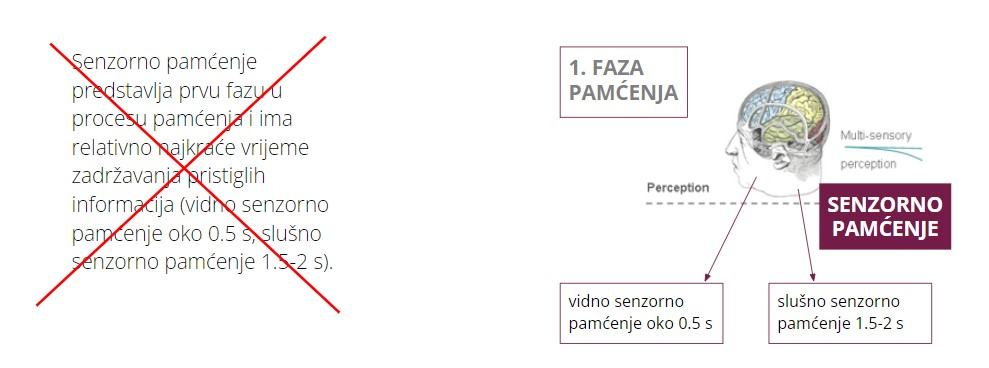 Senzorno pamćenje
predstavlja prvu fazu u
procesu pamćenja i ima
relativno najkraće vrijeme
zadržavanja pristiglih
informacija (vidno senzorno
pamćenje oko 0.5 s, slušno
senzorno pamćenje 1.5-2 s).
1. FAZA
PAMĆENJA
Multi-sensory
perception
Perception
SENZORNO
PAMĆENJE
vidno senzorno
pamćenje oko 0.5 s
slušno senzorno
pamćenje 1.5-2 s